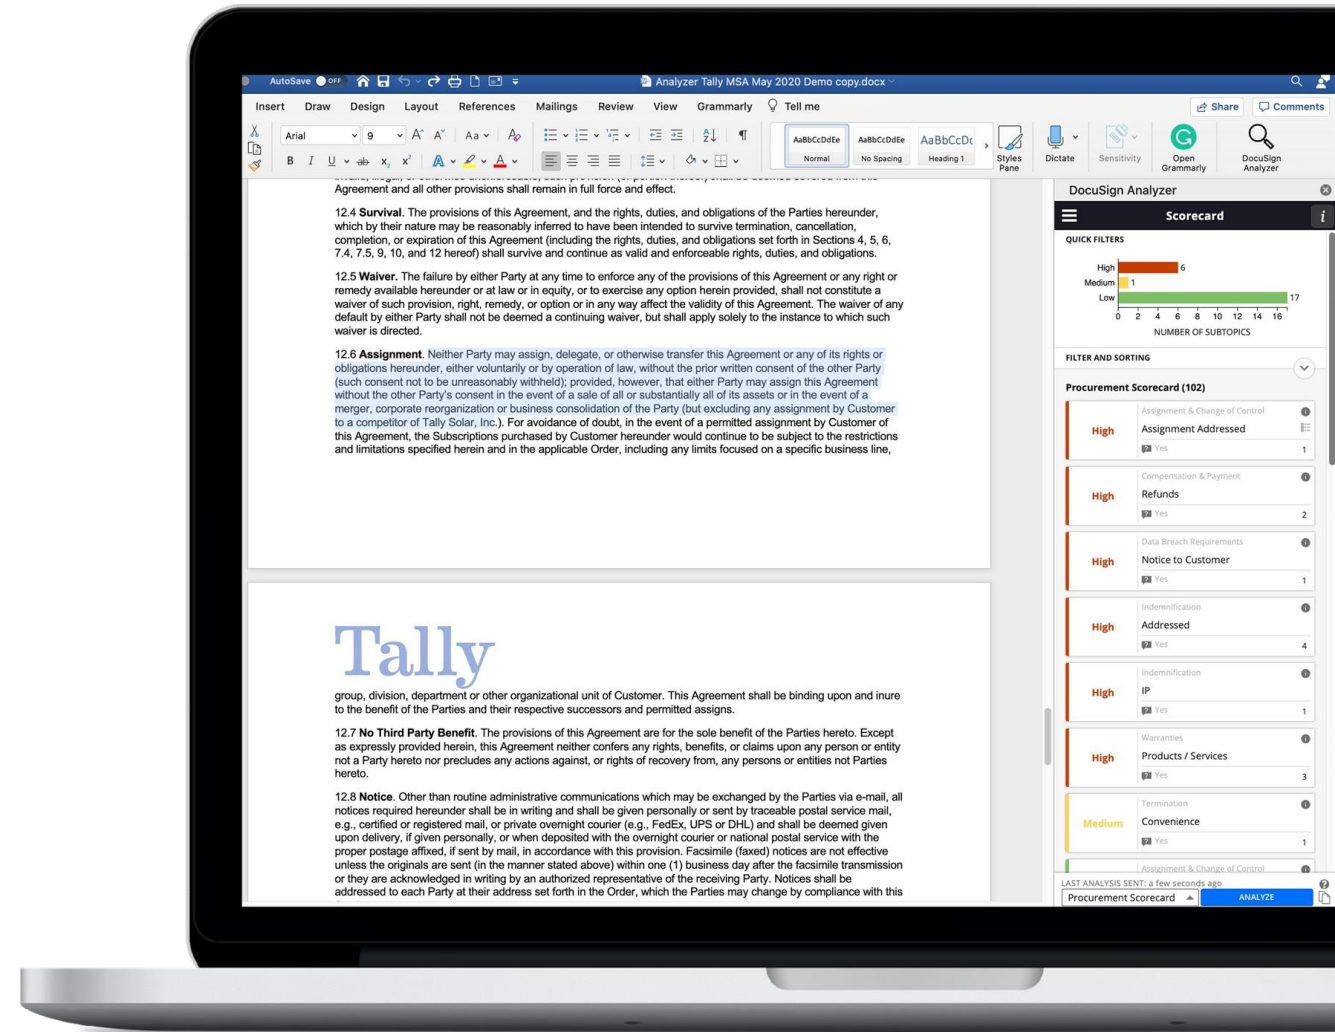 AutoSave OFF
Analyzer Tally MSA May 2020 Demo copy.docx
Insert Draw Design Layout References Mailings Review View Grammarly Tell me
Share Comments
Arial 9 Aa
AaBbCcDdEe AaBbCcDdEe AaBbCcDc
Normal No Spacing Heading 1
Styles Pane
Dictate
Sensitivity
Open Grammarly
DocuSign Analyzer
Agreement and all other provisions shall remain in full force and effect.
12.4 Survival. The provisions of this Agreement, and the rights, duties, and obligations of the Parties hereunder,
which by their nature may be reasonably inferred to have been intended to survive termination, cancellation,
completion, or expiration of this Agreement (including the rights, duties, and obligations set forth in Sections 4, 5, 6,
7.4, 7.5, 9, 10, and 12 hereof) shall survive and continue as valid and enforceable rights, duties, and obligations.
12.5 Waiver. The failure by either Party at any time to enforce any of the provisions of this Agreement or any right or
remedy available hereunder or at law or in equity, or to exercise any option herein provided, shall not constitute a
waiver of such provision, right, remedy, or option or in any way affect the validity of this Agreement. The waiver of any
default by either Party shall not be deemed a continuing waiver, but shall apply solely to the instance to which such
waiver is directed.
12.6 Assignment. Neither Party may assign, delegate, or otherwise transfer this Agreement or any of its rights or
obligations hereunder, either voluntarily or by operation of law, without the prior written consent of the other Party
(such consent not to be unreasonably withheld); provided, however, that either Party may assign this Agreement
without the other Party's consent in the event of a sale of all or substantially all of its assets or in the event of a
merger, corporate reorganization or business consolidation of the Party (but excluding any assignment by Customer
to a competitor of Tally Solar, Inc.). For avoidance of doubt, in the event of a permitted assignment by Customer of
this Agreement, the Subscriptions purchased by Customer hereunder would continue to be subject to the restrictions
and limitations specified herein and in the applicable Order, including any limits focused on a specific business line,
Tally
group, division, department or other organizational unit of Customer. This Agreement shall be binding upon and inure
to the benefit of the Parties and their respective successors and permitted assigns.
12.7 No Third Party Benefit. The provisions of this Agreement are for the sole benefit of the Parties hereto. Except
as expressly provided herein, this Agreement neither confers any rights, benefits, or claims upon any person or entity
not a Party hereto nor precludes any actions against, or rights of recovery from, any persons or entities not Parties
hereto.
12.8 Notice. Other than routine administrative communications which may be exchanged by the Parties via e-mail, all
notices required hereunder shall be in writing and shall be given personally or sent by traceable postal service mail,
e.g., certified or registered mail, or private overnight courier (e.g., FedEx, UPS or DHL) and shall be deemed given
upon delivery, if given personally, or when deposited with the overnight courier or national postal service with the
proper postage affixed, if sent by mail, in accordance with this provision. Facsimile (faxed) notices are not effective
unless the originals are sent (in the manner stated above) within one (1) business day after the facsimile transmission
or they are acknowledged in writing by an authorized representative of the receiving Party. Notices shall be
addressed to each Party at their address set forth in the Order, which the Parties may change by compliance with this
DocuSign Analyzer
Scorecard
QUICK FILTERS
High 6
Medium 1
Low 17
0 2 4 6 8 10 12 14 16
NUMBER OF SUBTOPICS
FILTER AND SORTING
Procurement Scorecard (102)
Assignment & Change of Control
High Assignment Addressed
Yes 1
Compensation & Payment
High Refunds
Yes 2
Data Breach Requirements
High Notice to Customer
Yes 1
Indemnification
High Addressed
Yes 4
Indemnification
High IP
Yes 1
Warranties
High Products / Services
Yes 3
Termination
Medium Convenience
Yes 1
Assignment & Change of Control
LAST ANALYSIS SENT: a few seconds ago
Procurement Scorecard ANALYZE